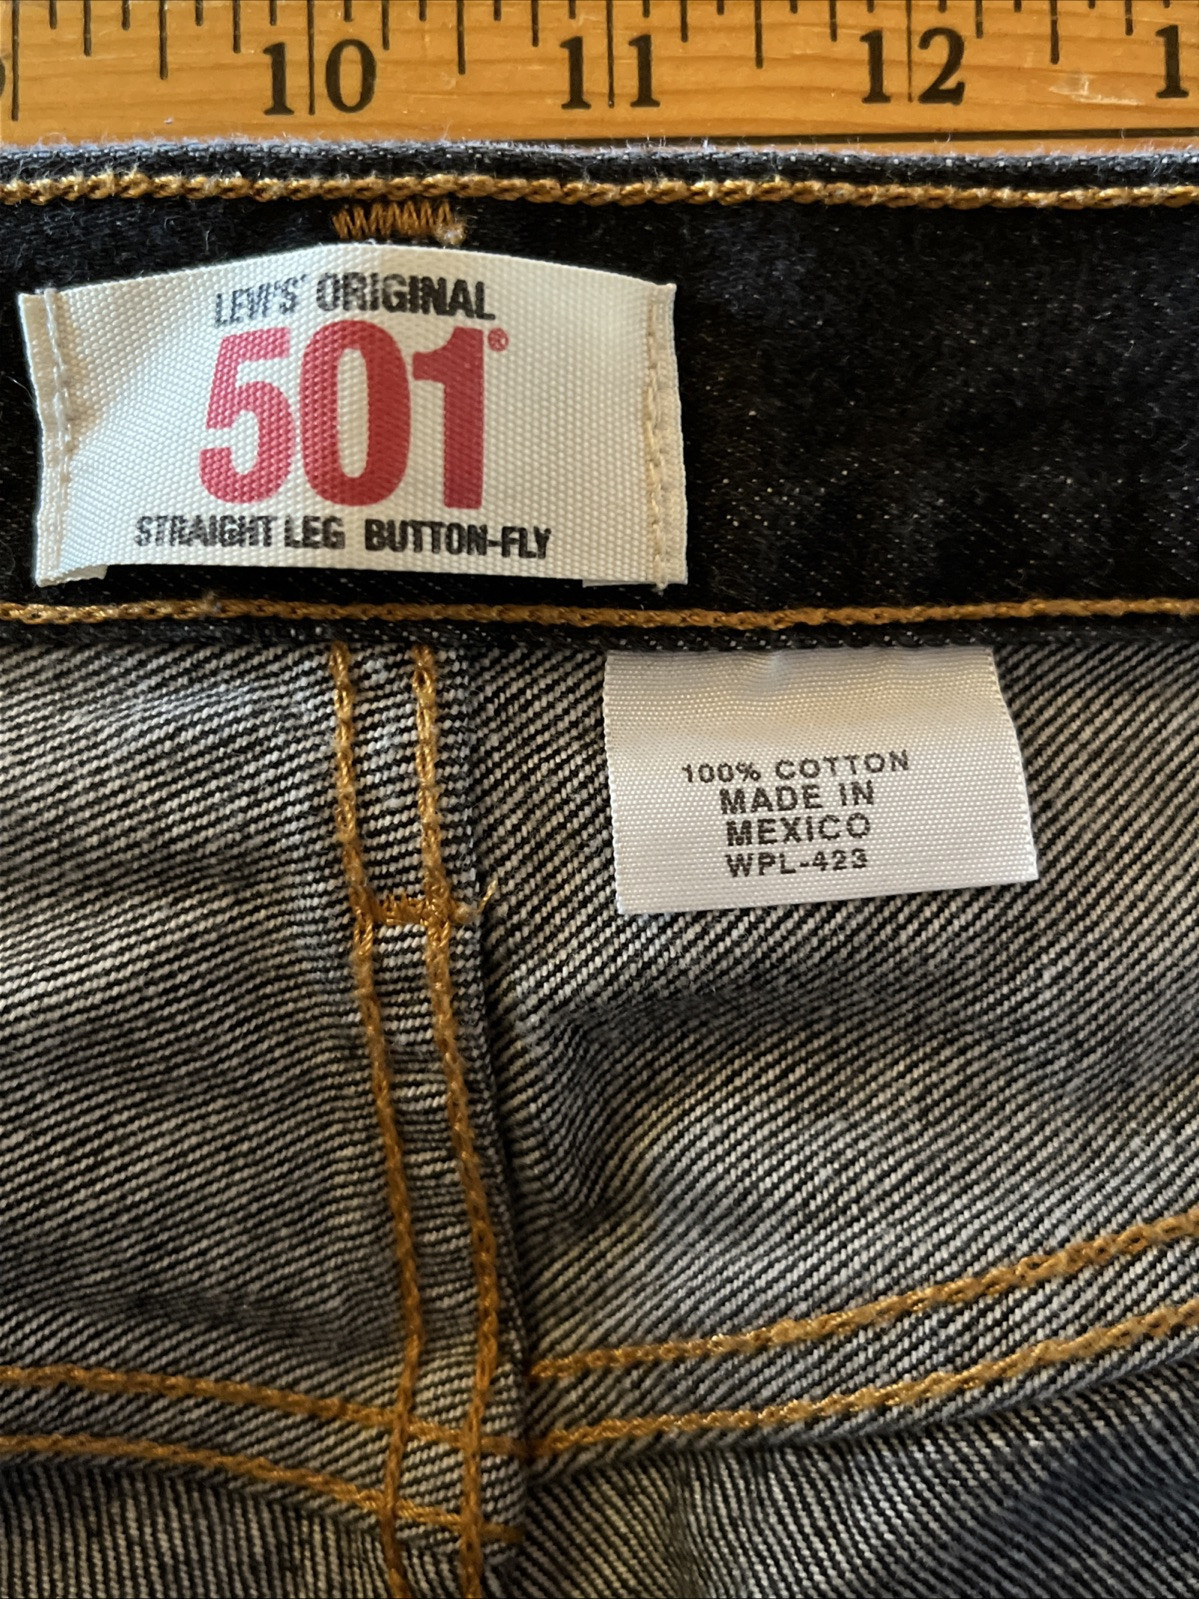 10 11 12
LEVI'S® ORIGINAL
501®
STRAIGHT LEG BUTTON-FLY
100% COTTON
MADE IN
MEXICO
WPL-423